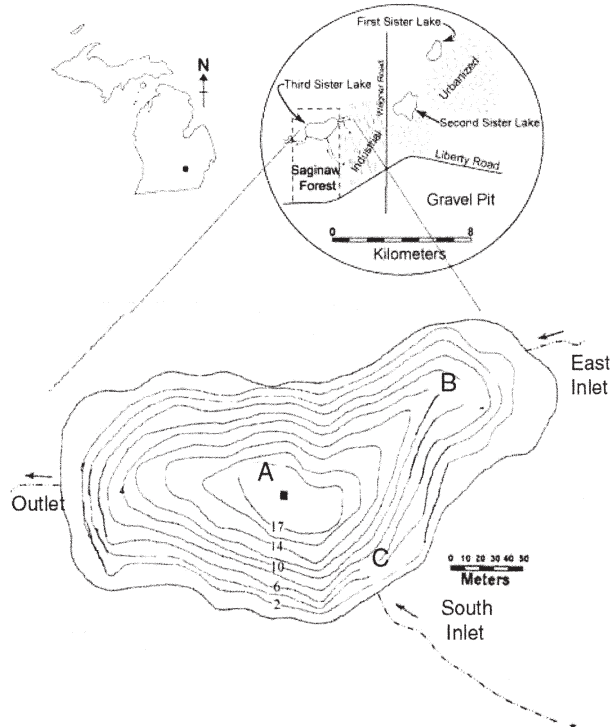 N
First Sister Lake
Third Sister Lake
Wagner Road
Urbanized
Second Sister Lake
Industrial
Saginaw
Forest
Liberty Road
Gravel Pit
0 8
Kilometers
B
East
Inlet
A
Outlet
17
14
10
6
2
C
0 10 20 30 40 50
Meters
South
Inlet